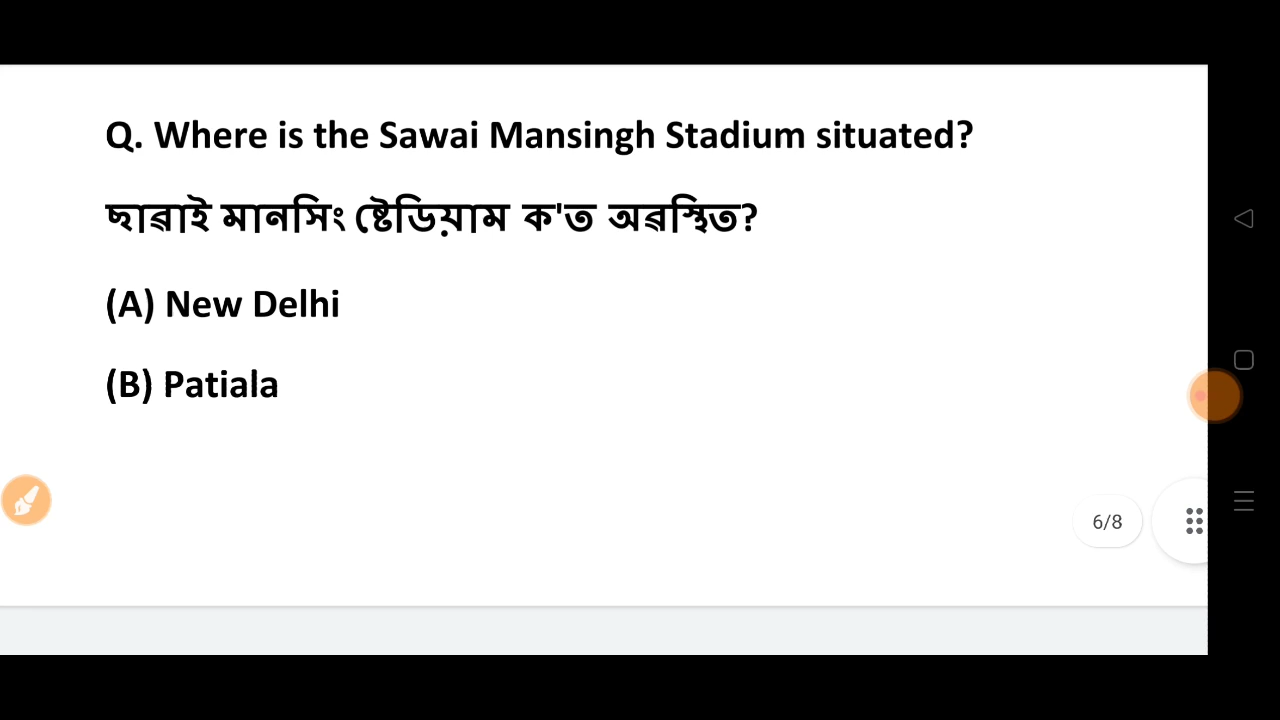 Q. Where is the Sawai Mansingh Stadium situated?
ছাৱাই মানসিং ষ্টেডিয়াম ক'ত অৱস্থিত?
(A) New Delhi
(B) Patiala
6/8